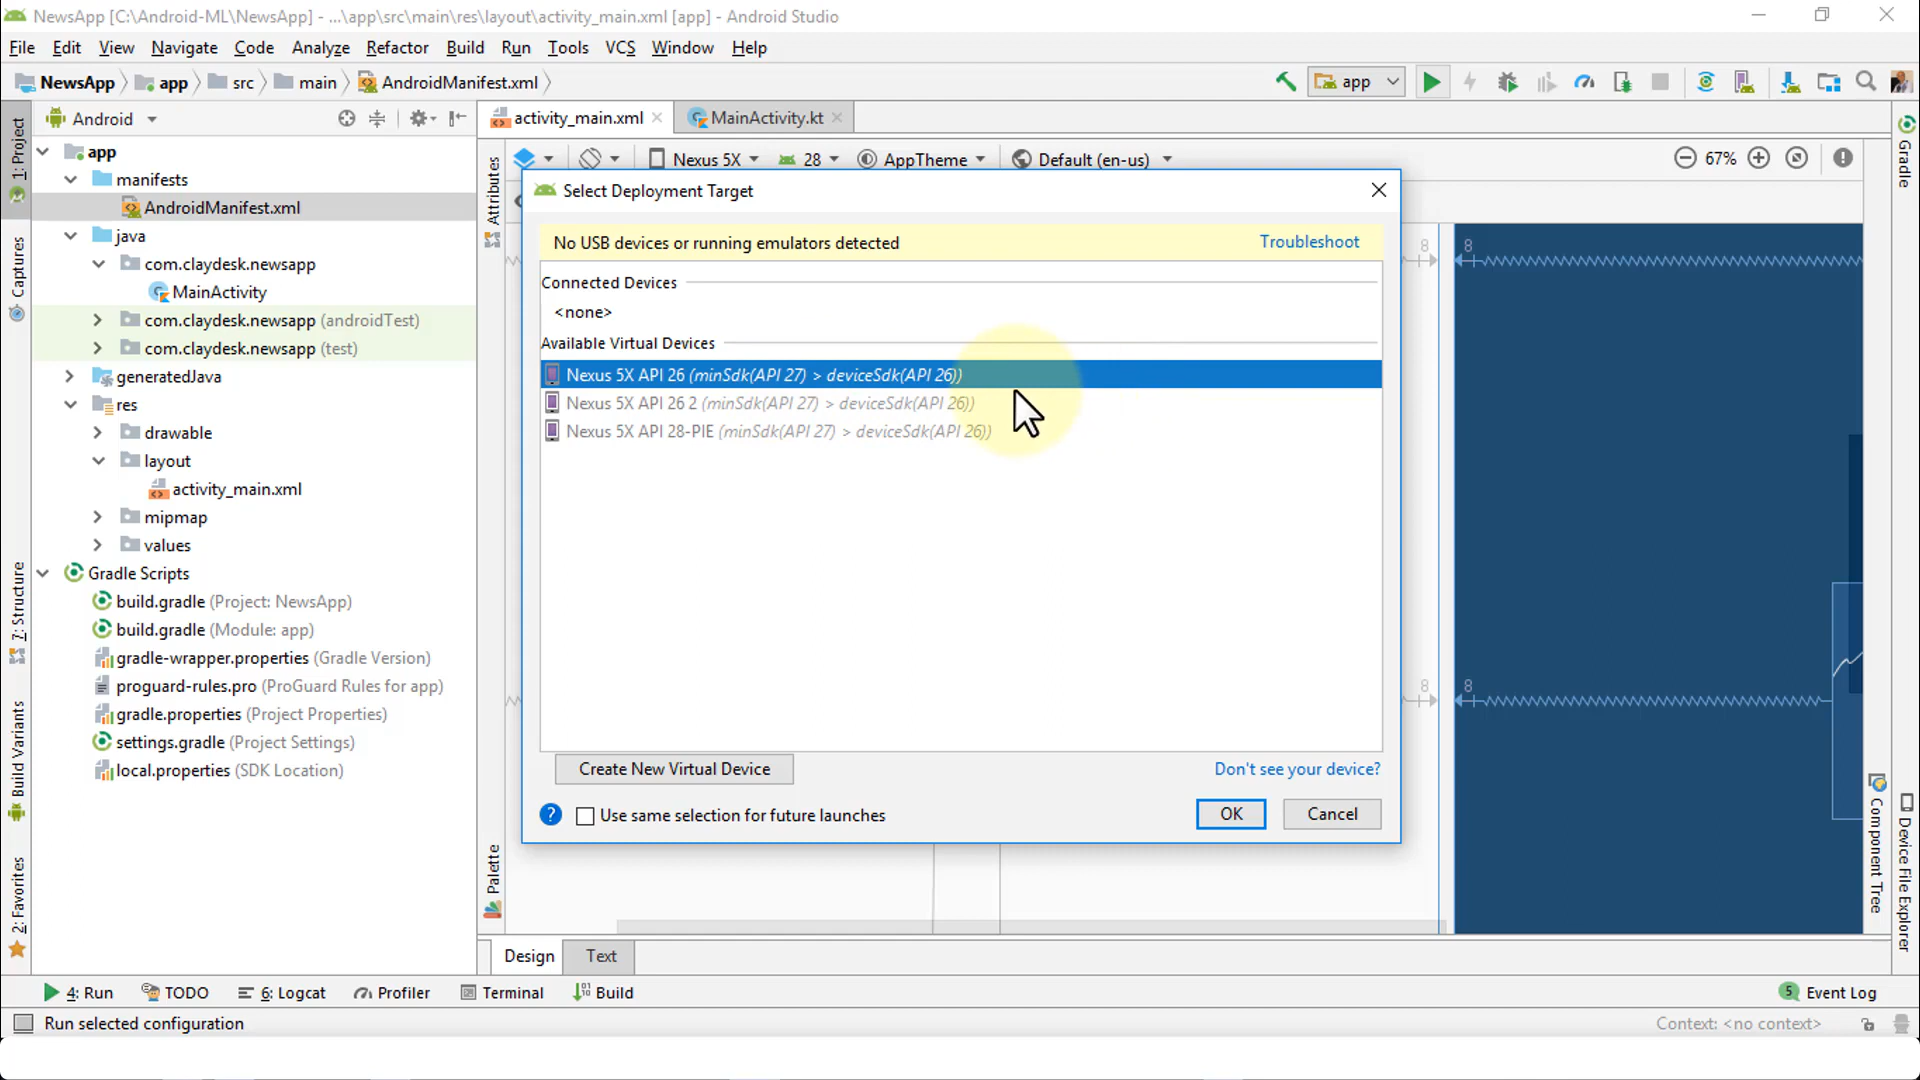 NewsApp [C:\Android-ML\NewsApp] - ...\app\src\main\res\layout\activity_main.xml [app] - Android Studio
File Edit View Navigate Code Analyze Refactor Build Run Tools VCS Window Help
NewsApp app src main AndroidManifest.xml app
Android activity_main.xml MainActivity.kt
Nexus 5X 28 AppTheme Default (en-us) 67%
1: Project
Captures
7: Structure
Build Variants
2: Favorites
app
manifests
AndroidManifest.xml
java
com.claydesk.newsapp
MainActivity
com.claydesk.newsapp (androidTest)
com.claydesk.newsapp (test)
generatedJava
res
drawable
layout
activity_main.xml
mipmap
values
Gradle Scripts
build.gradle (Project: NewsApp)
build.gradle (Module: app)
gradle-wrapper.properties (Gradle Version)
proguard-rules.pro (ProGuard Rules for app)
gradle.properties (Project Properties)
settings.gradle (Project Settings)
local.properties (SDK Location)
Attributes
Palette
Select Deployment Target
No USB devices or running emulators detected Troubleshoot
Connected Devices
<none>
Available Virtual Devices
Nexus 5X API 26 (minSdk(API 27) > deviceSdk(API 26))
Nexus 5X API 26 2 (minSdk(API 27) > deviceSdk(API 26))
Nexus 5X API 28-PIE (minSdk(API 27) > deviceSdk(API 26))
Create New Virtual Device Don't see your device?
? Use same selection for future launches OK Cancel
8 8
8 8
Gradle
Component Tree
Device File Explorer
Design Text
4: Run TODO 6: Logcat Profiler Terminal Build 5 Event Log
Run selected configuration Context: <no context>